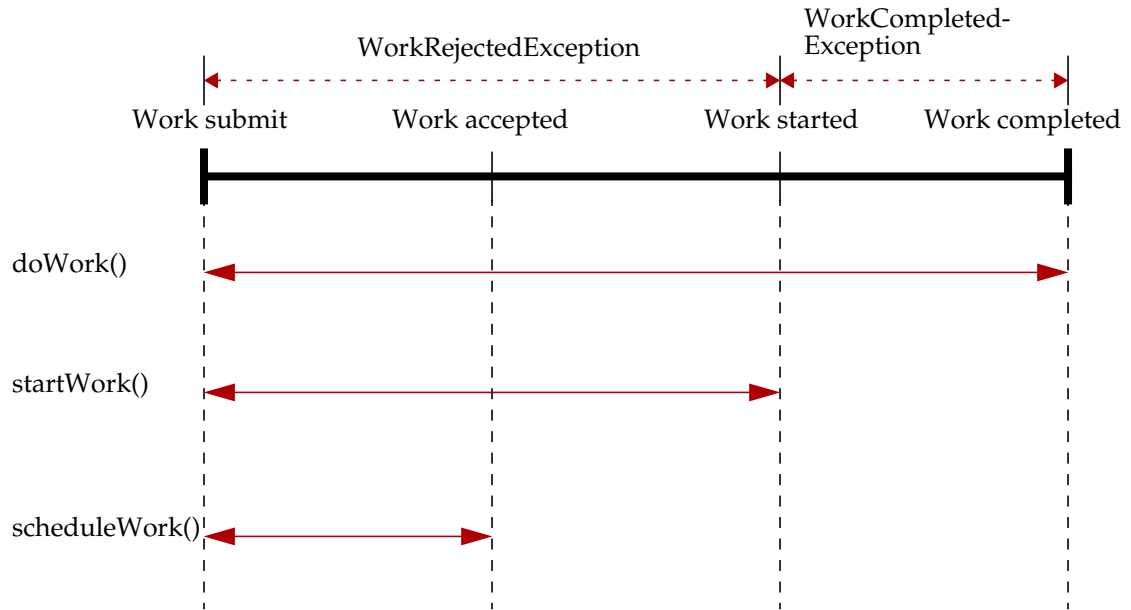 WorkCompleted-
Exception
WorkRejectedException
Work submit
Work accepted
Work started
Work completed
doWork()
startWork()
scheduleWork()